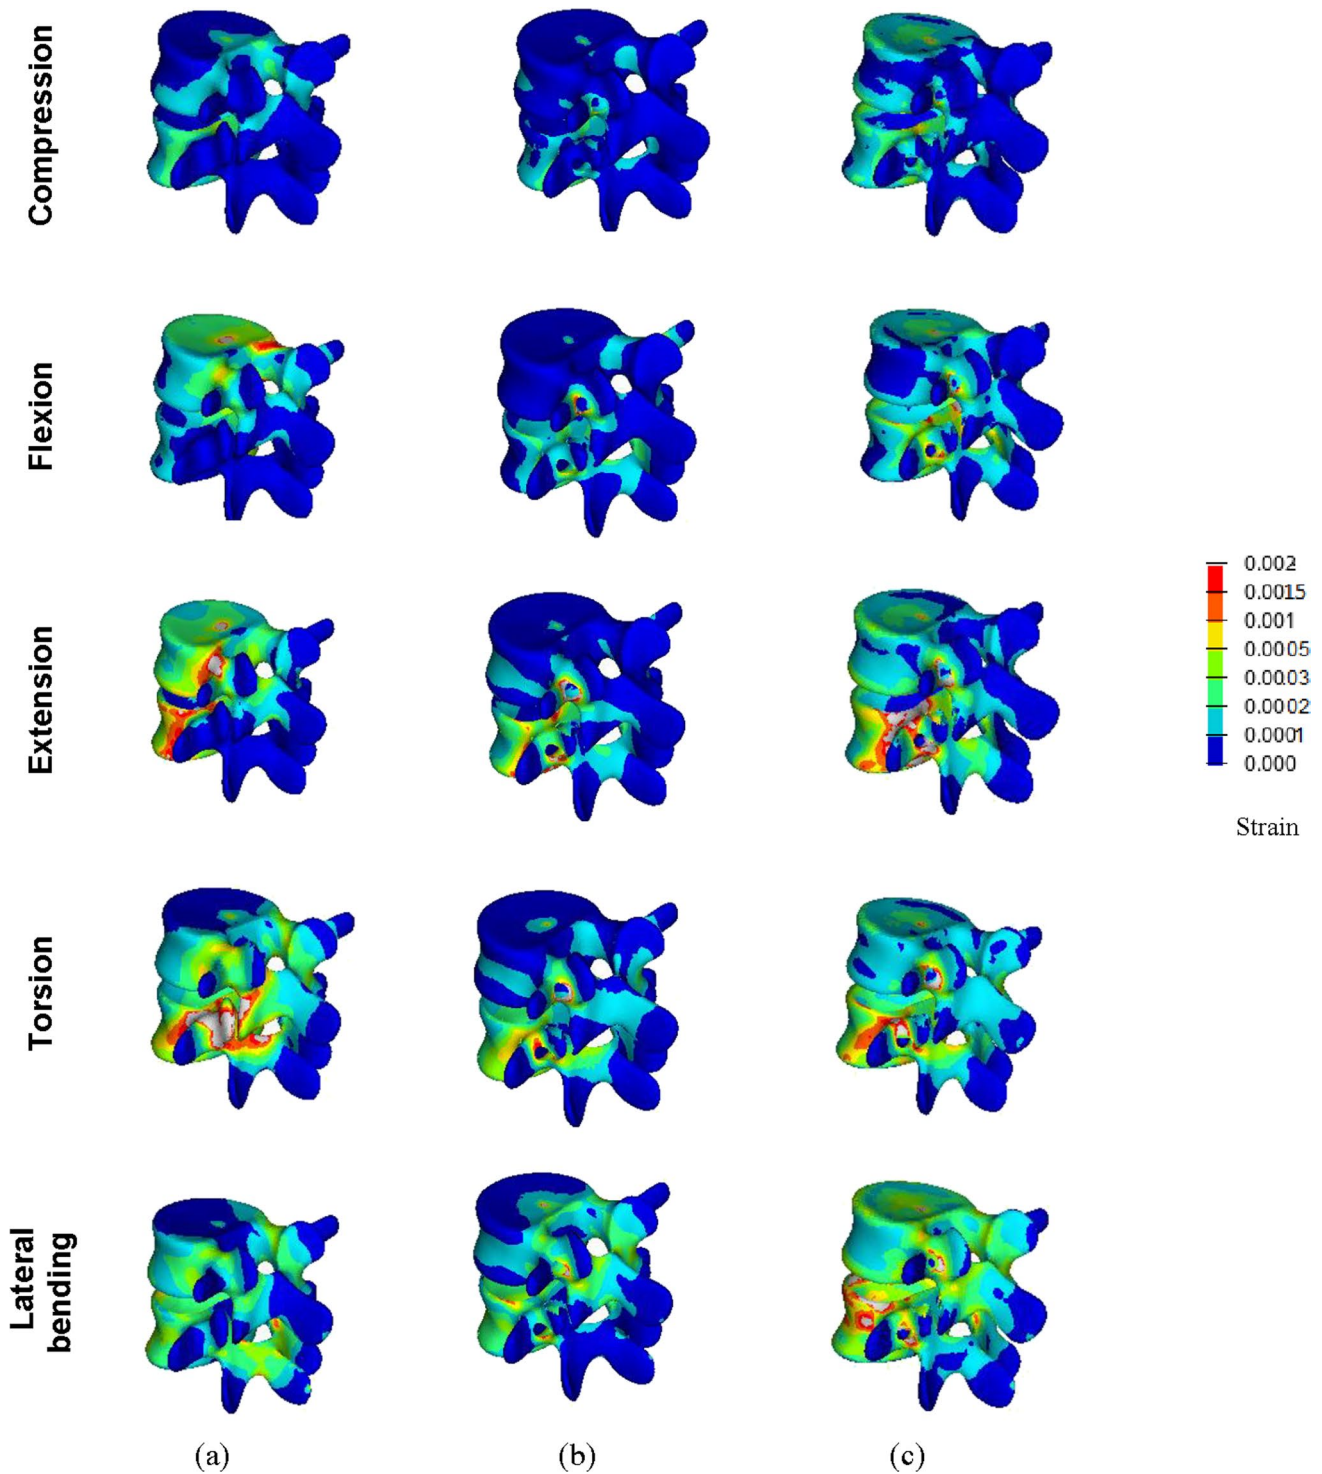 Compression
Flexion
Extension
Torsion
Lateral
bending
0.002
0.0015
0.001
0.0005
0.0003
0.0002
0.0001
0.000
Strain
(a)
(b)
(c)